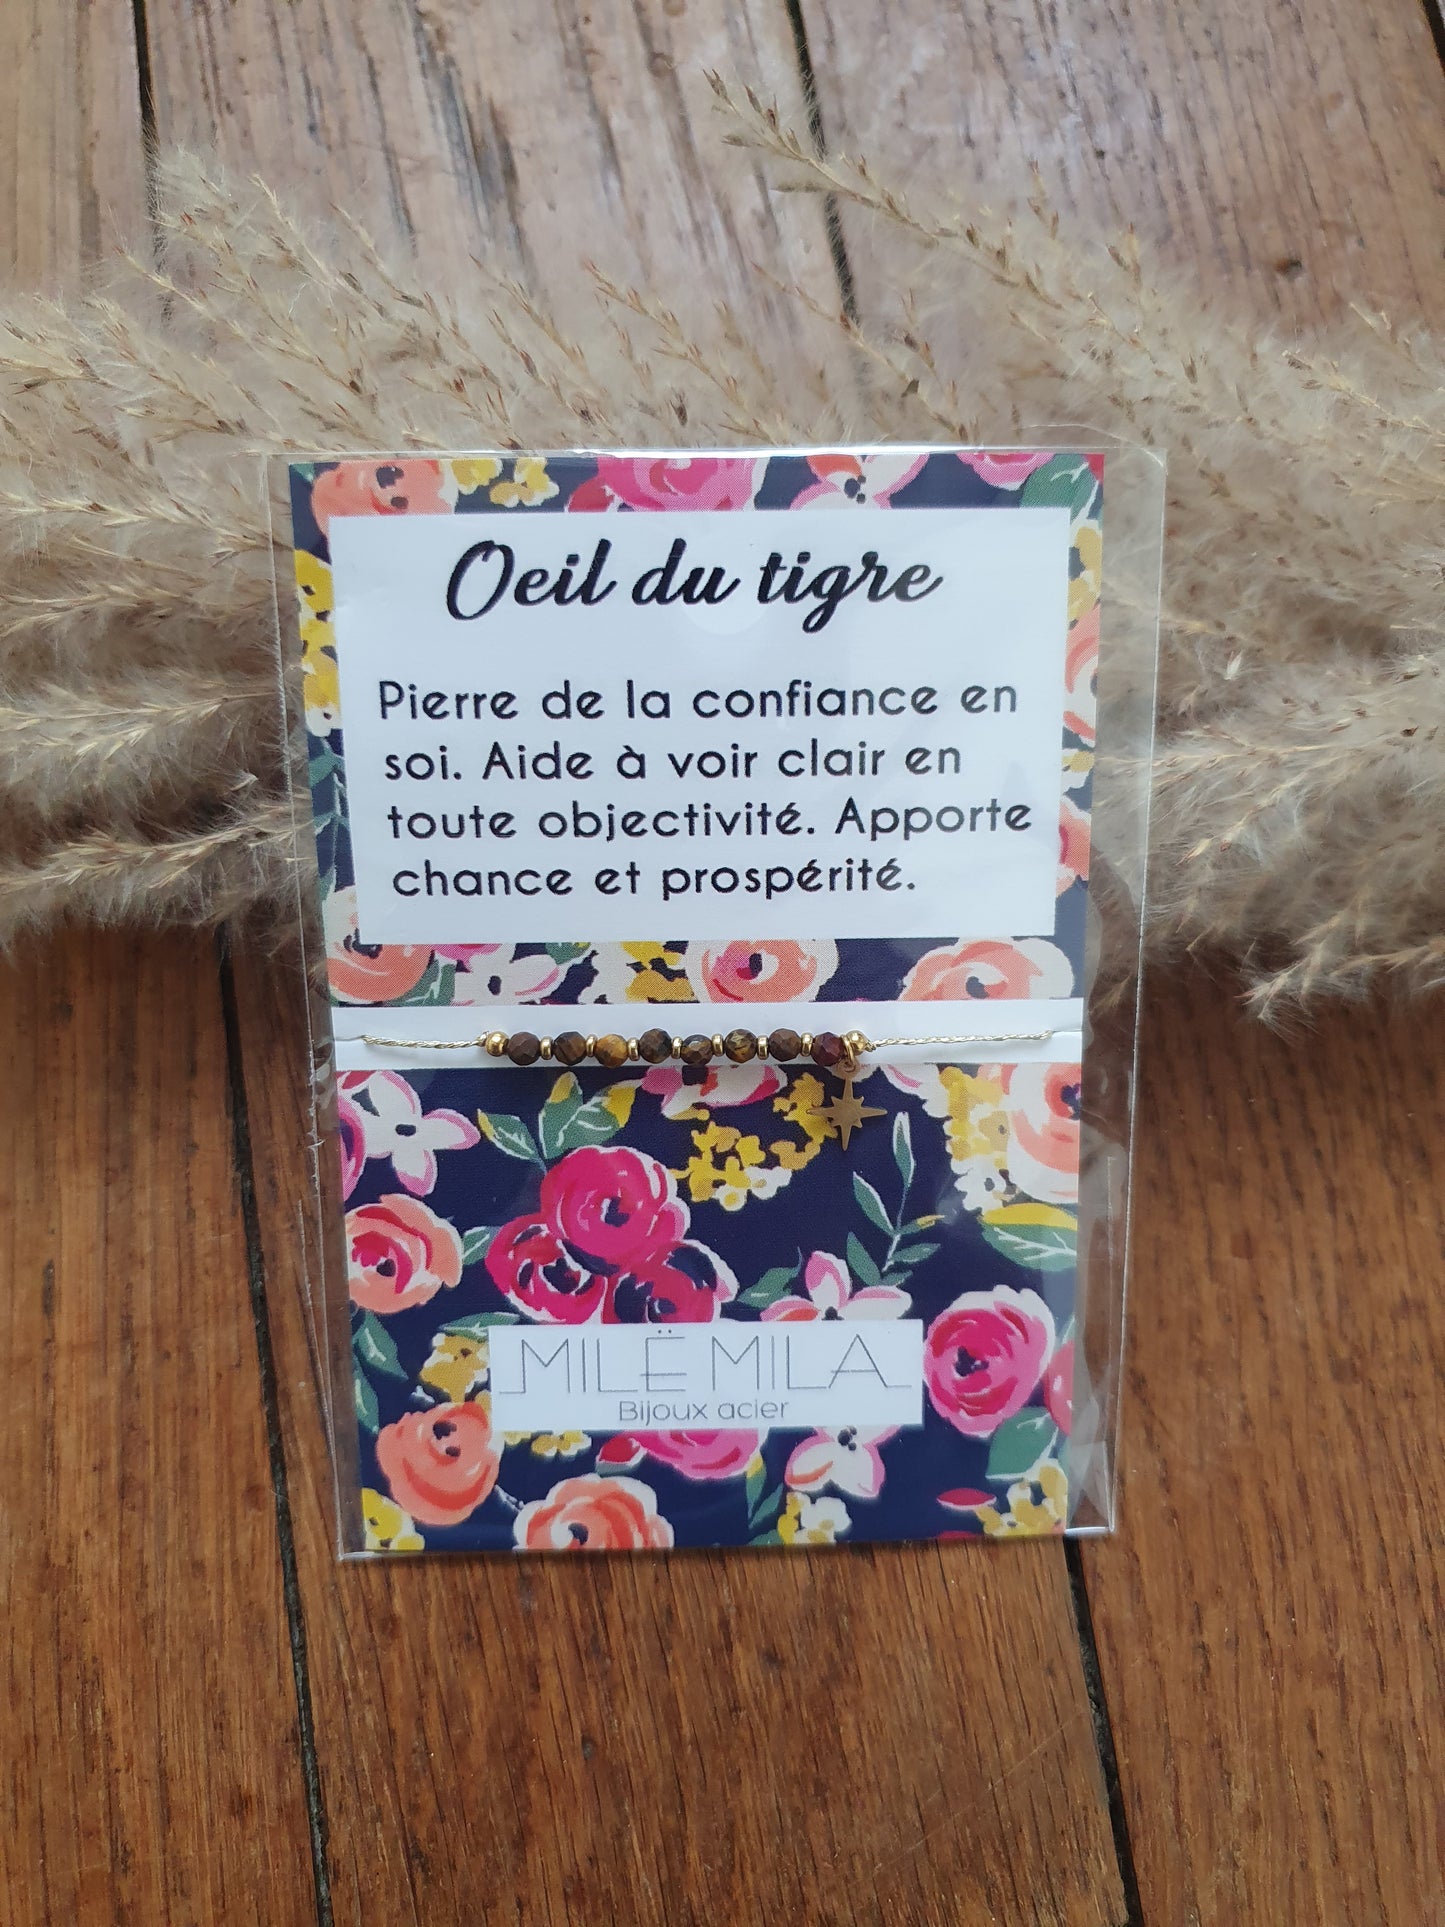 Oeil du tigre
Pierre de la confiance en
soi. Aide à voir clair en
toute objectivité. Apporte
chance et prospérité.
MILË MILA
Bijoux acier